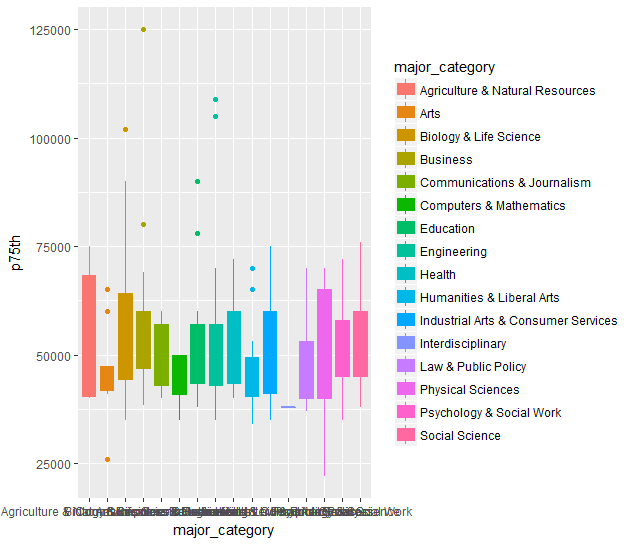 125000
100000
75000
50000
25000
p75th
major_category
major_category
Agriculture & Natural Resources
Arts
Biology & Life Science
Business
Communications & Journalism
Computers & Mathematics
Education
Engineering
Health
Humanities & Liberal Arts
Industrial Arts & Consumer Services
Interdisciplinary
Law & Public Policy
Physical Sciences
Psychology & Social Work
Social Science